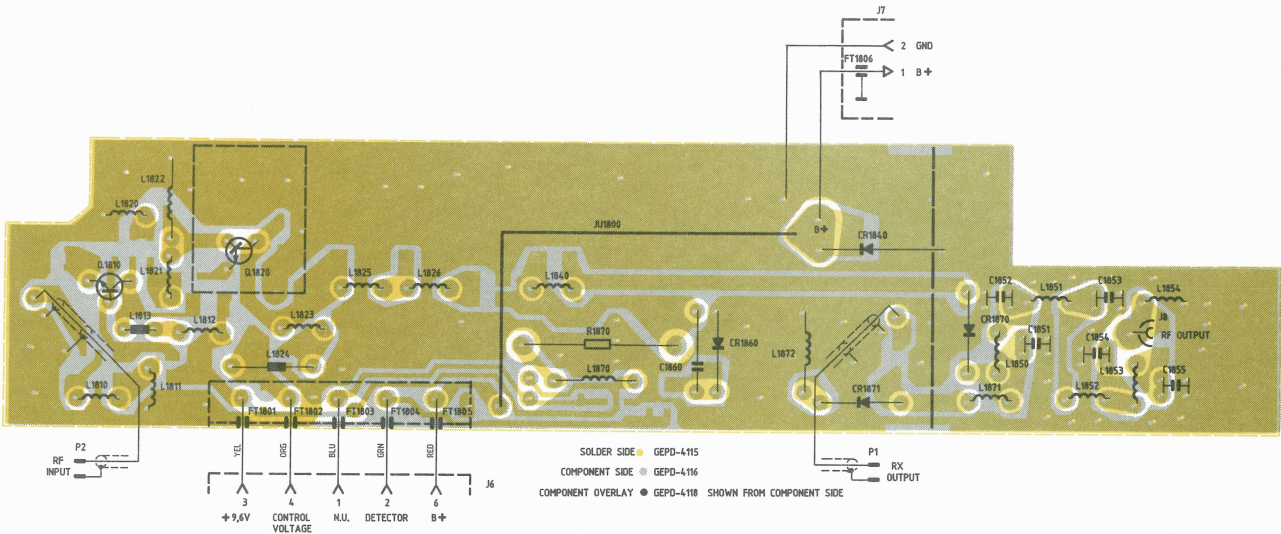 J7
2 GND
FT1806
1 B+
L1822
L1820
JU1800
B+
CR1840
Q1810
L1821
Q1820
L1825
L1826
L1840
C1852
L1851
C1853
L1854
J8
RF OUTPUT
L1813
L1812
L1823
R1870
CR1860
CR1870
C1851
C1854
L1824
C1860
L1872
L1850
L1853
C1855
L1810
L1811
L1870
CR1871
L1871
L1852
FT1801 FT1802 FT1803 FT1804 FT1805
YEL ORG BLU GRN RED
P2
RF
INPUT
SOLDER SIDE GEPD-4115
COMPONENT SIDE GEPD-4116
COMPONENT OVERLAY GEPD-4118 SHOWN FROM COMPONENT SIDE
P1
RX
OUTPUT
J6
3 4 1 2 6
+9,6V CONTROL VOLTAGE N.U. DETECTOR B+